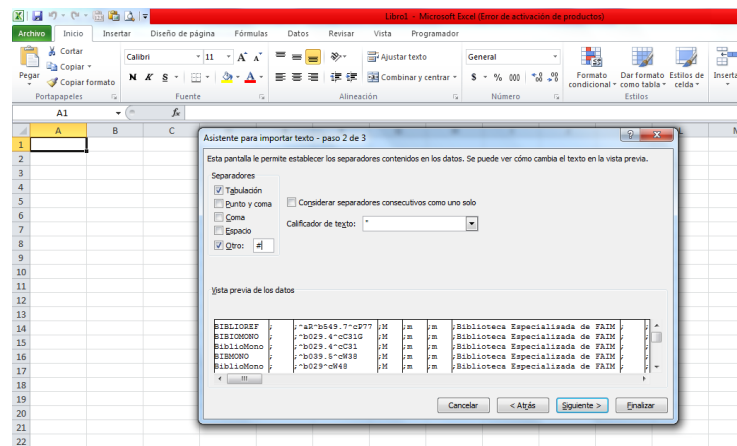 Libro1 - Microsoft Excel (Error de activación de productos)
Archivo Inicio Insertar Diseño de página Fórmulas Datos Revisar Vista Programador
Pegar
Cortar
Copiar
Copiar formato
Portapapeles
Calibri 11
N K S
Fuente
Ajustar texto
Combinar y centrar
Alineación
General
$ % 000
Número
Formato condicional
Dar formato como tabla
Estilos de celda
Estilos
Inserta
A1 fx
A B C L
1
2
3
4
5
6
7
8
9
10
11
12
13
14
15
16
17
18
19
20
21
22
Asistente para importar texto - paso 2 de 3
Esta pantalla le permite establecer los separadores contenidos en los datos. Se puede ver cómo cambia el texto en la vista previa.
Separadores
Tabulación
Punto y coma
Coma
Espacio
Otro: #
Considerar separadores consecutivos como uno solo
Calificador de texto: "
Vista previa de los datos
BIBLIOREF ; ;^aR^b549.7^cP77 ;M ;m ;m ;Biblioteca Especializada de FAIM ; ;
BIBIOMONO ; ;^b029.4^cC31G ;M ;m ;m ;Biblioteca Especializada de FAIM ; ;
BiblioMono ; ;^b029.4^cC31 ;M ;m ;m ;Biblioteca Especializada de FAIM ; ;
BIBMONO ; ;^b039.5^cW38 ;M ;m ;m ;Biblioteca Especializada de FAIM ; ;
BiblioMono ; ;^b029^cW48 ;M ;m ;m ;Biblioteca Especializada de FAIM ; ;
Cancelar < Atrás Siguiente > Finalizar